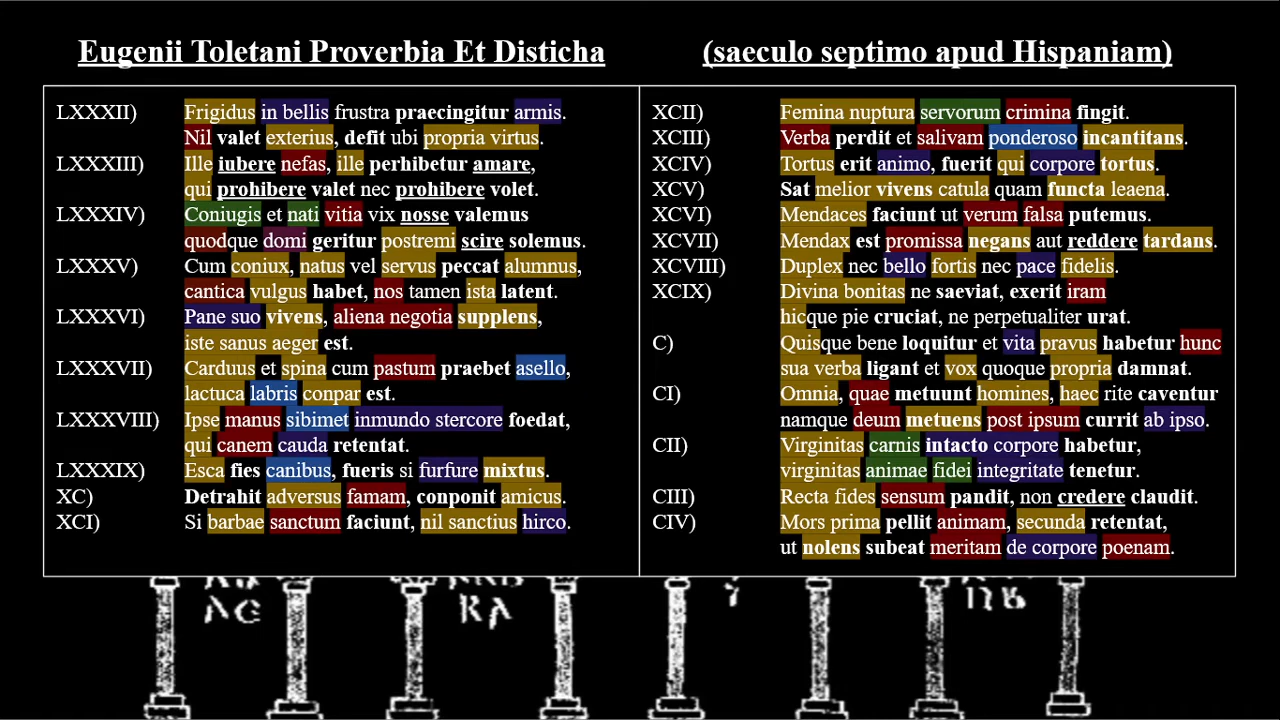 Eugenii Toletani Proverbia Et Disticha
(saeculo septimo apud Hispaniam)
LXXXII) Frigidus in bellis frustra praecingitur armis.
Nil valet exterius, defit ubi propria virtus.
LXXXIII) Ille iubere nefas, ille perhibetur amare,
qui prohibere valet nec prohibere volet.
LXXXIV) Coniugis et nati vitia vix nosse valemus
quodque domi geritur postremi scire solemus.
LXXXV) Cum coniux, natus vel servus peccat alumnus,
cantica vulgus habet, nos tamen ista latent.
LXXXVI) Pane suo vivens, aliena negotia supplens,
iste sanus aeger est.
LXXXVII) Carduus et spina cum pastum praebet asello,
lactuca labris conpar est.
LXXXVIII) Ipse manus sibimet inmundo stercore foedat,
qui canem cauda retentat.
LXXXIX) Esca fies canibus, fueris si furfure mixtus.
XC) Detrahit adversus famam, conponit amicus.
XCI) Si barbae sanctum faciunt, nil sanctius hirco.
XCII) Femina nuptura servorum crimina fingit.
XCIII) Verba perdit et salivam ponderoso incantitans.
XCIV) Tortus erit animo, fuerit qui corpore tortus.
XCV) Sat melior vivens catula quam functa leaena.
XCVI) Mendaces faciunt ut verum falsa putemus.
XCVII) Mendax est promissa negans aut reddere tardans.
XCVIII) Duplex nec bello fortis nec pace fidelis.
XCIX) Divina bonitas ne saeviat, exerit iram
hicque pie cruciat, ne perpetualiter urat.
C) Quisque bene loquitur et vita pravus habetur hunc
sua verba ligant et vox quoque propria damnat.
CI) Omnia, quae metuunt homines, haec rite caventur
namque deum metuens post ipsum currit ab ipso.
CII) Virginitas carnis intacto corpore habetur,
virginitas animae fidei integritate tenetur.
CIII) Recta fides sensum pandit, non credere claudit.
CIV) Mors prima pellit animam, secunda retentat,
ut nolens subeat meritam de corpore poenam.